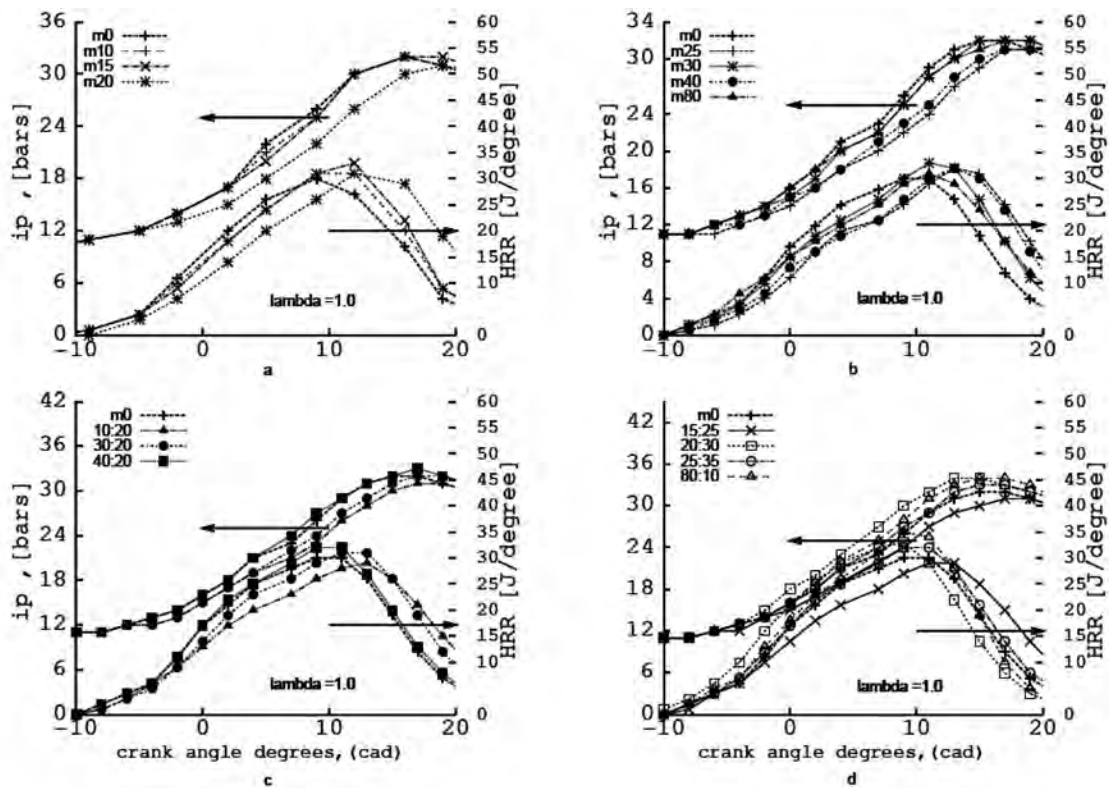 36
30
24
18
12
6
0
ip ,[bars]
m0
m10
m15
m20
lambda =1.0
−10 0 10 20
60
55
50
45
40
35
30
25
20
15
10
5
0
HRR [J/degree]
a
36
32
28
24
20
16
12
8
4
0
ip ,[bars]
m0
m25
m30
m40
m80
lambda =1.0
−10 0 10 20
60
55
50
45
40
35
30
25
20
15
10
5
0
HRR [J/degree]
b
42
36
30
24
18
12
6
0
ip ,[bars]
m0
10:20
30:20
40:20
lambda =1.0
−10 0 10 20
60
55
50
45
40
35
30
25
20
15
10
5
0
HRR [J/degree]
crank angle degrees,(cad)
c
42
36
30
24
18
12
6
0
ip ,[bars]
m0
15:25
20:30
25:35
80:10
lambda =1.0
−10 0 10 20
60
55
50
45
40
35
30
25
20
15
10
5
0
HRR [J/degree]
crank angle degrees,(cad)
d